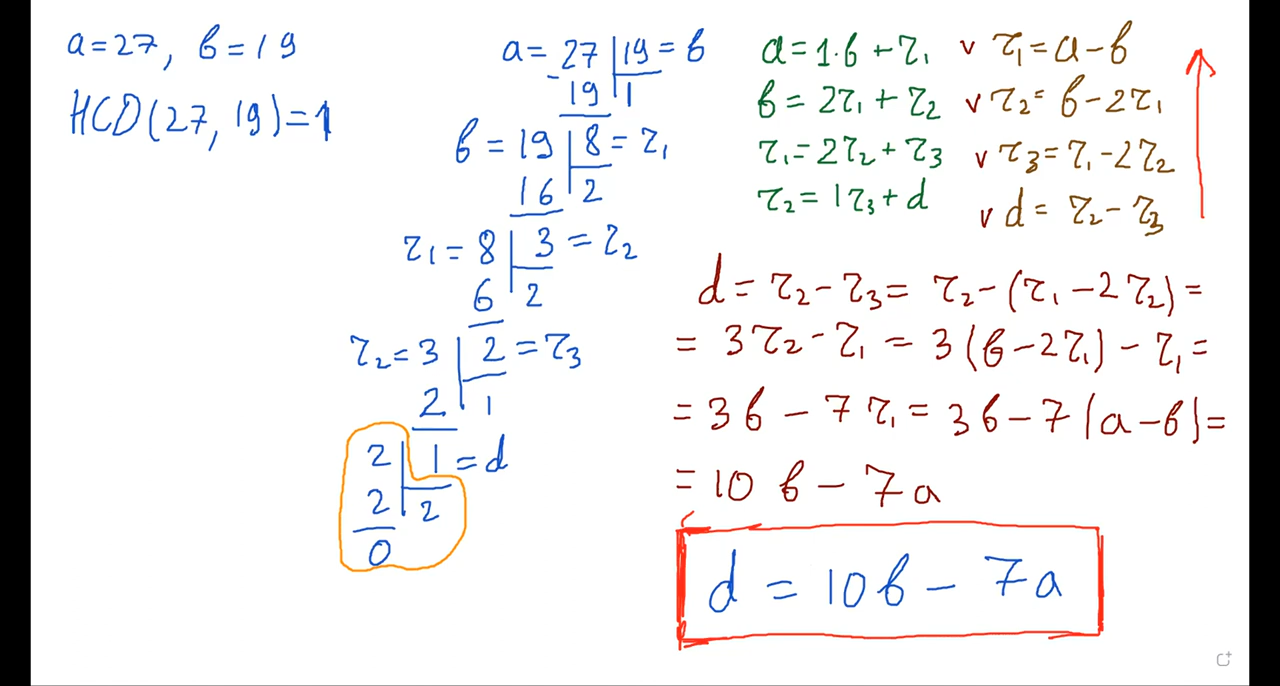 a = 27, b = 19
НСД(27, 19) = 1
a = 27 | 19 = b
- 19 | 1
b = 19 | 8 = r₁
16 | 2
r₁ = 8 | 3 = r₂
6 | 2
r₂ = 3 | 2 = r₃
2 | 1
2 | 1 = d
2 | 2
0
a = 1·b + r₁ v r₁ = a - b
b = 2r₁ + r₂ v r₂ = b - 2r₁
r₁ = 2r₂ + r₃ v r₃ = r₁ - 2r₂
r₂ = 1r₃ + d v d = r₂ - r₃
d = r₂ - r₃ = r₂ - (r₁ - 2r₂) =
= 3r₂ - r₁ = 3(b - 2r₁) - r₁ =
= 3b - 7r₁ = 3b - 7(a - b) =
= 10b - 7a
d = 10b - 7a